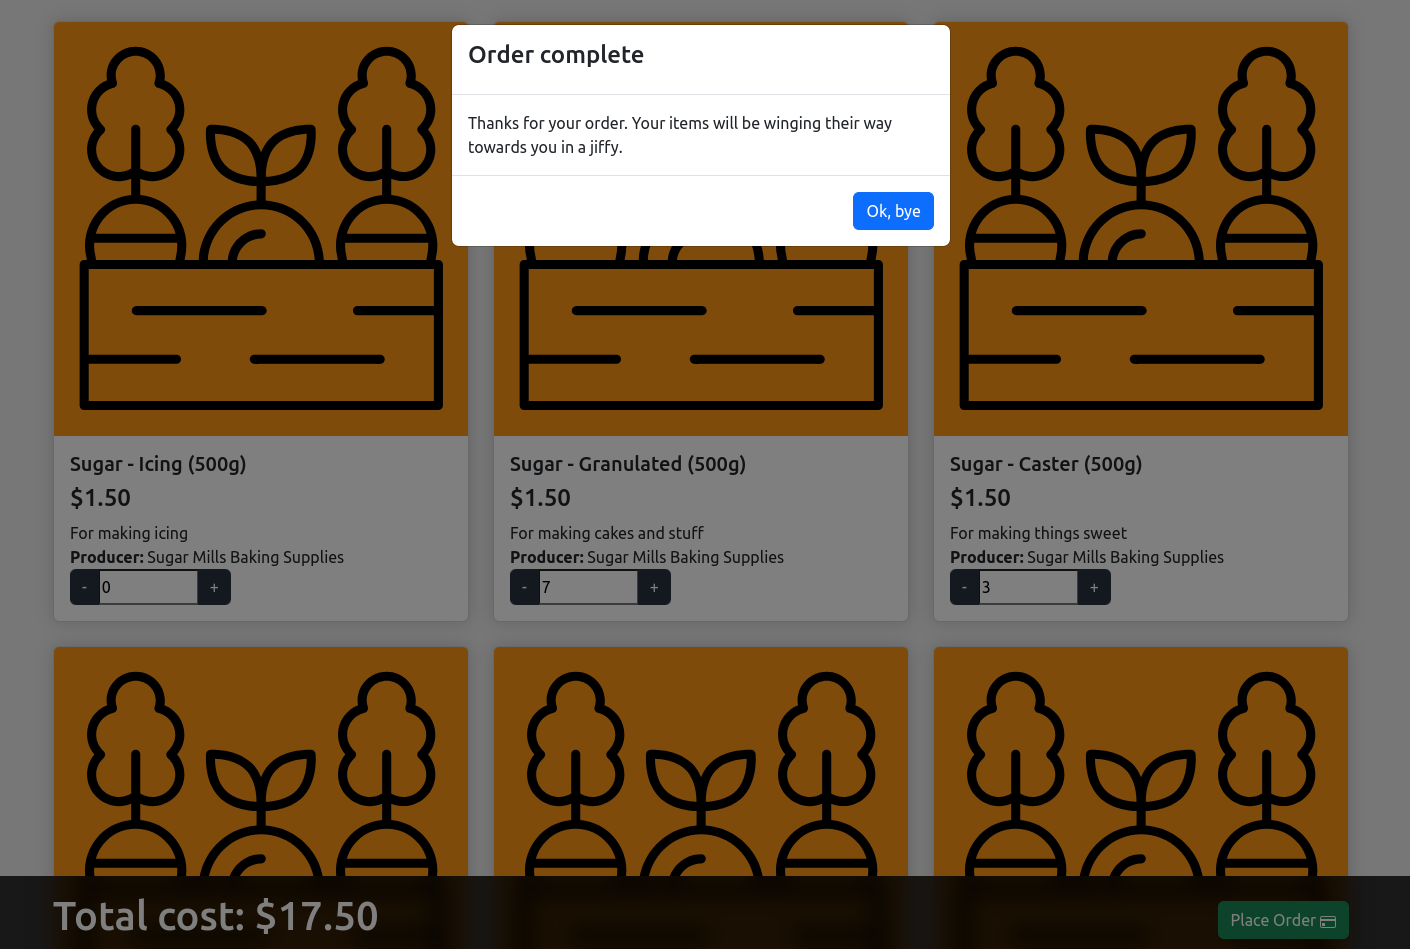 Order complete
Thanks for your order. Your items will be winging their way
towards you in a jiffy.
Ok, bye
Sugar - Icing (500g)
$1.50
For making icing
Producer: Sugar Mills Baking Supplies
- 0 +
Sugar - Granulated (500g)
$1.50
For making cakes and stuff
Producer: Sugar Mills Baking Supplies
- 7 +
Sugar - Caster (500g)
$1.50
For making things sweet
Producer: Sugar Mills Baking Supplies
- 3 +
Total cost: $17.50
Place Order